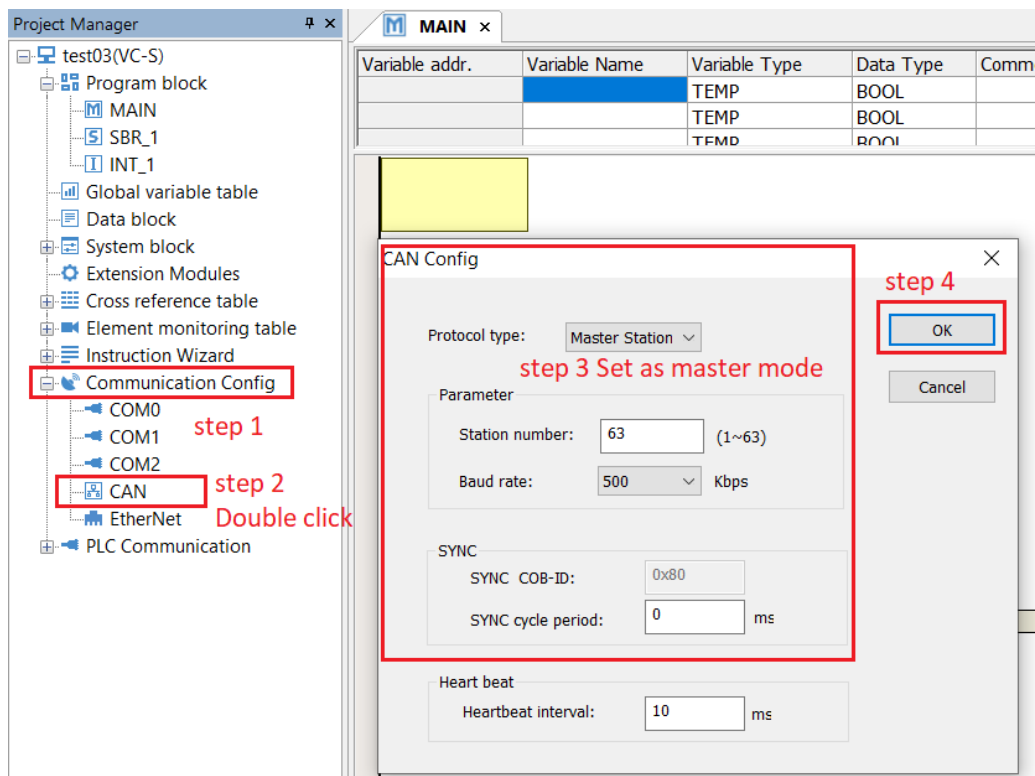 Project Manager
test03(VC-S)
Program block
MAIN
SBR_1
INT_1
Global variable table
Data block
System block
Extension Modules
Cross reference table
Element monitoring table
Instruction Wizard
Communication Config
COM0
COM1
step 1
COM2
CAN
step 2
EtherNet
Double click
PLC Communication
MAIN
Variable addr. Variable Name Variable Type Data Type Comm
TEMP BOOL
TEMP BOOL
TEMP BOOL
CAN Config
step 4
Protocol type: Master Station
OK
step 3 Set as master mode
Cancel
Parameter
Station number: 63 (1~63)
Baud rate: 500 Kbps
SYNC
SYNC COB-ID: 0x80
SYNC cycle period: 0 ms
Heart beat
Heartbeat interval: 10 ms